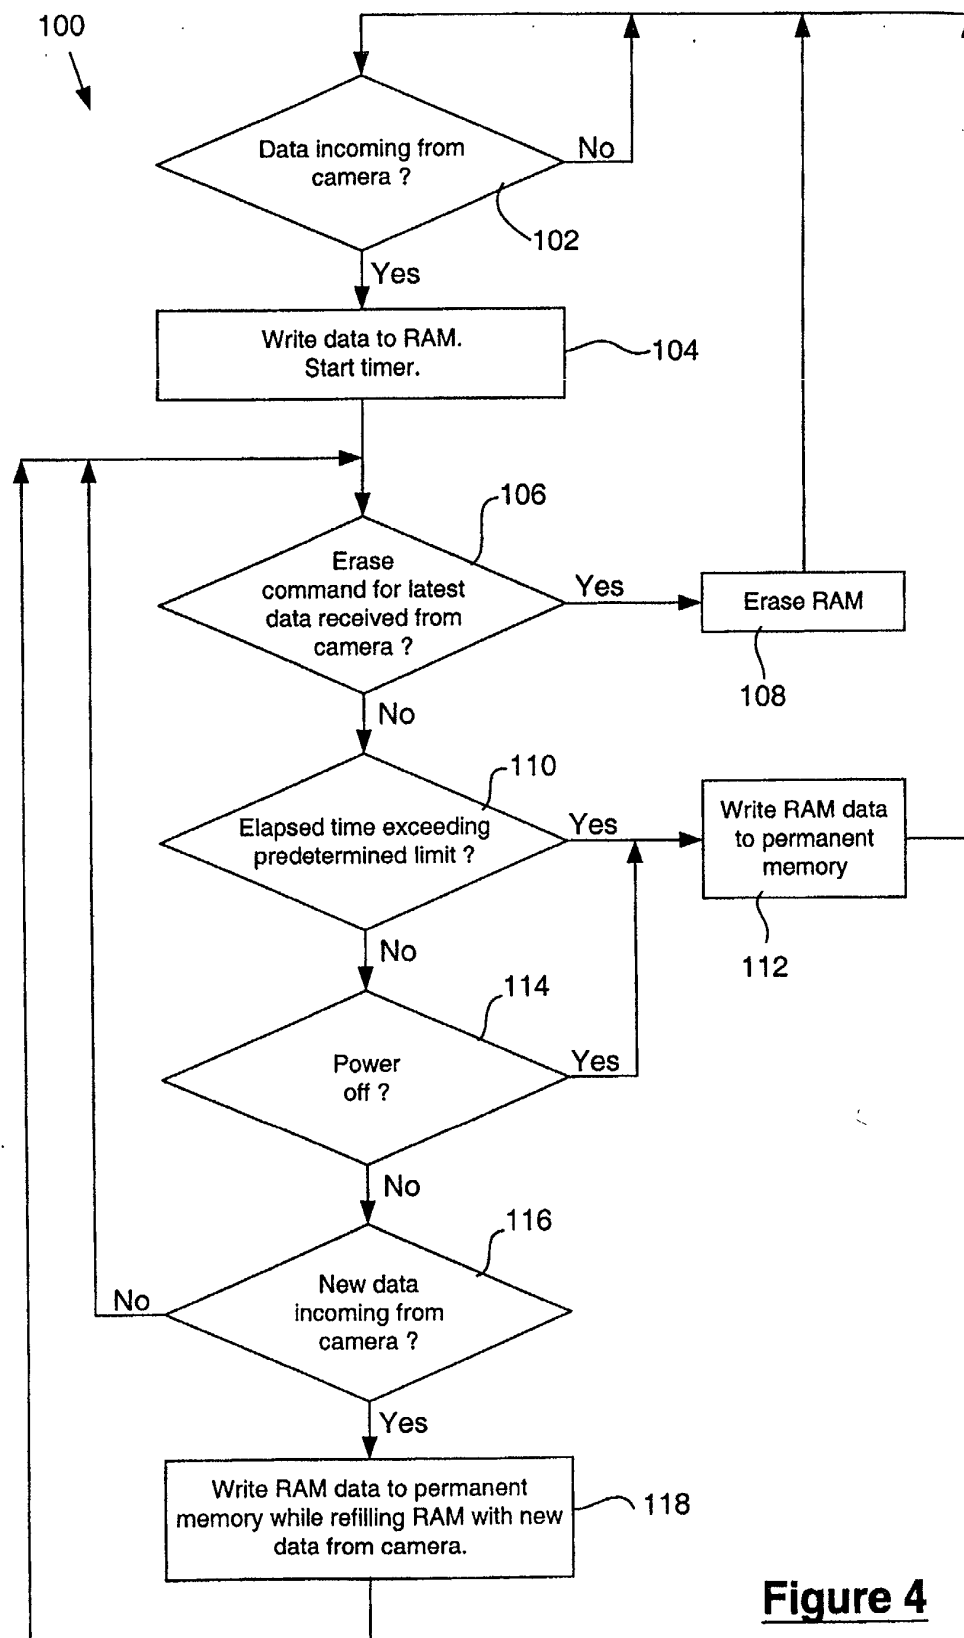 100
Data incoming from
camera ?
No
102
Yes
Write data to RAM.
Start timer.
104
106
Erase
command for latest
data received from
camera ?
Yes
Erase RAM
108
No
110
Elapsed time exceeding
predetermined limit ?
Yes
Write RAM data
to permanent
memory
112
No
114
Power
off ?
Yes
No
116
New data
incoming from
camera ?
No
Yes
Write RAM data to permanent
memory while refilling RAM with new
data from camera.
118
Figure 4